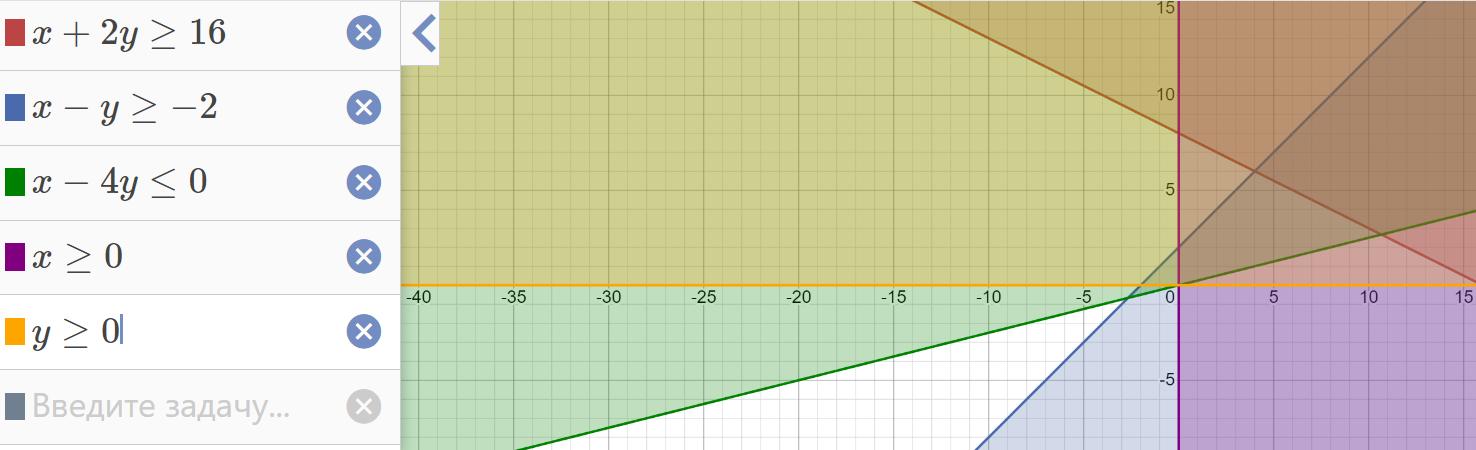 x + 2y ≥ 16
x − y ≥ −2
x − 4y ≤ 0
x ≥ 0
y ≥ 0
Введите задачу...
15
10
5
-40 -35 -30 -25 -20 -15 -10 -5 0 5 10 15
-5